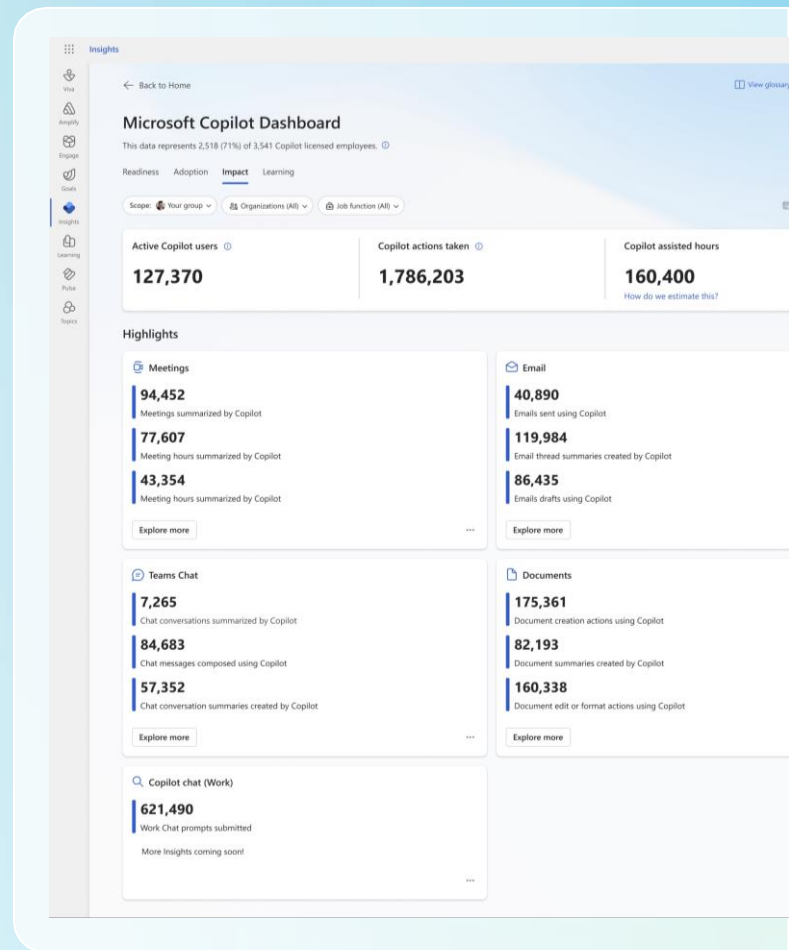 Insights
Viva
Amplify
Engage
Goals
Insights
Learning
Pulse
Topics
Back to Home
View glossary
Microsoft Copilot Dashboard
This data represents 2,518 (71%) of 3,541 Copilot licensed employees.
Readiness Adoption Impact Learning
Scope: Your group Organizations (All) Job function (All)
Active Copilot users
127,370
Copilot actions taken
1,786,203
Copilot assisted hours
160,400
How do we estimate this?
Highlights
Meetings
94,452
Meetings summarized by Copilot
77,607
Meeting hours summarized by Copilot
43,354
Meeting hours summarized by Copilot
Explore more
Email
40,890
Emails sent using Copilot
119,984
Email thread summaries created by Copilot
86,435
Emails drafts using Copilot
Explore more
Teams Chat
7,265
Chat conversations summarized by Copilot
84,683
Chat messages composed using Copilot
57,352
Chat conversation summaries created by Copilot
Explore more
Documents
175,361
Document creation actions using Copilot
82,193
Document summaries created by Copilot
160,338
Document edit or format actions using Copilot
Explore more
Copilot chat (Work)
621,490
Work Chat prompts submitted
More Insights coming soon!